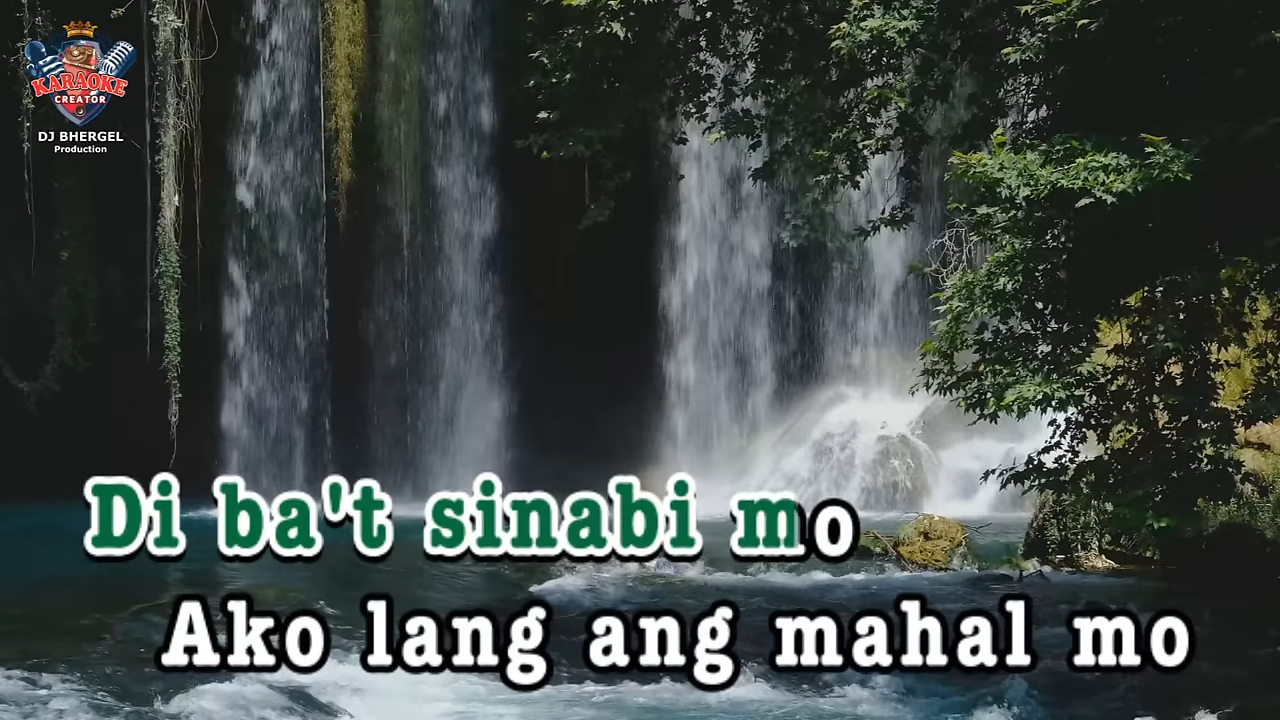 KARAOKE
CREATOR
DJ BHERGEL
Production
Di ba't sinabi mo
Ako lang ang mahal mo